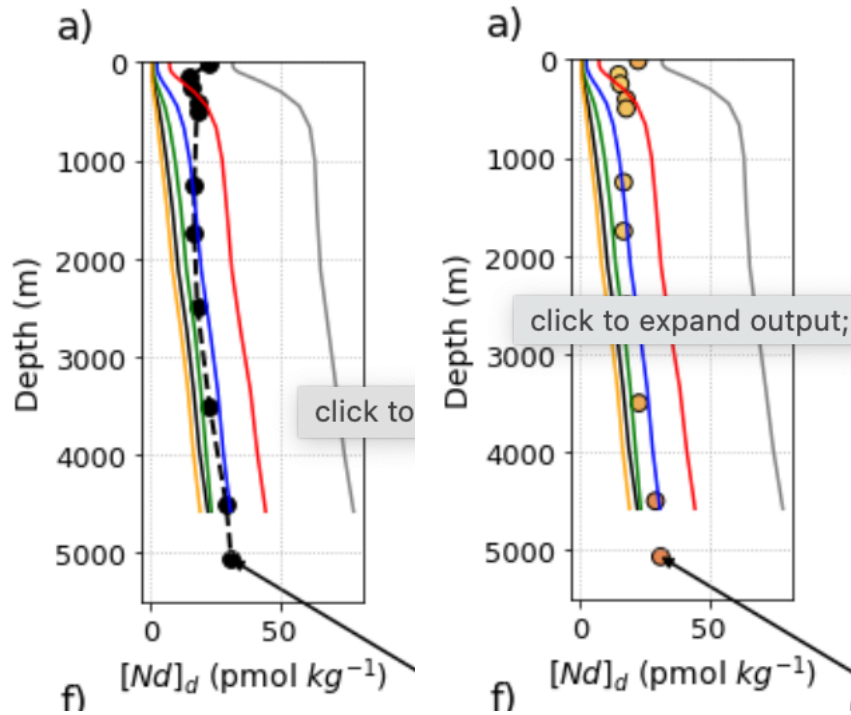 a)
0
1000
2000
3000
4000
5000
Depth (m)
click to
0 50
[Nd]d (pmol kg⁻¹)
f)
a)
0
1000
2000
3000
4000
5000
Depth (m)
click to expand output;
0 50
[Nd]d (pmol kg⁻¹)
f)